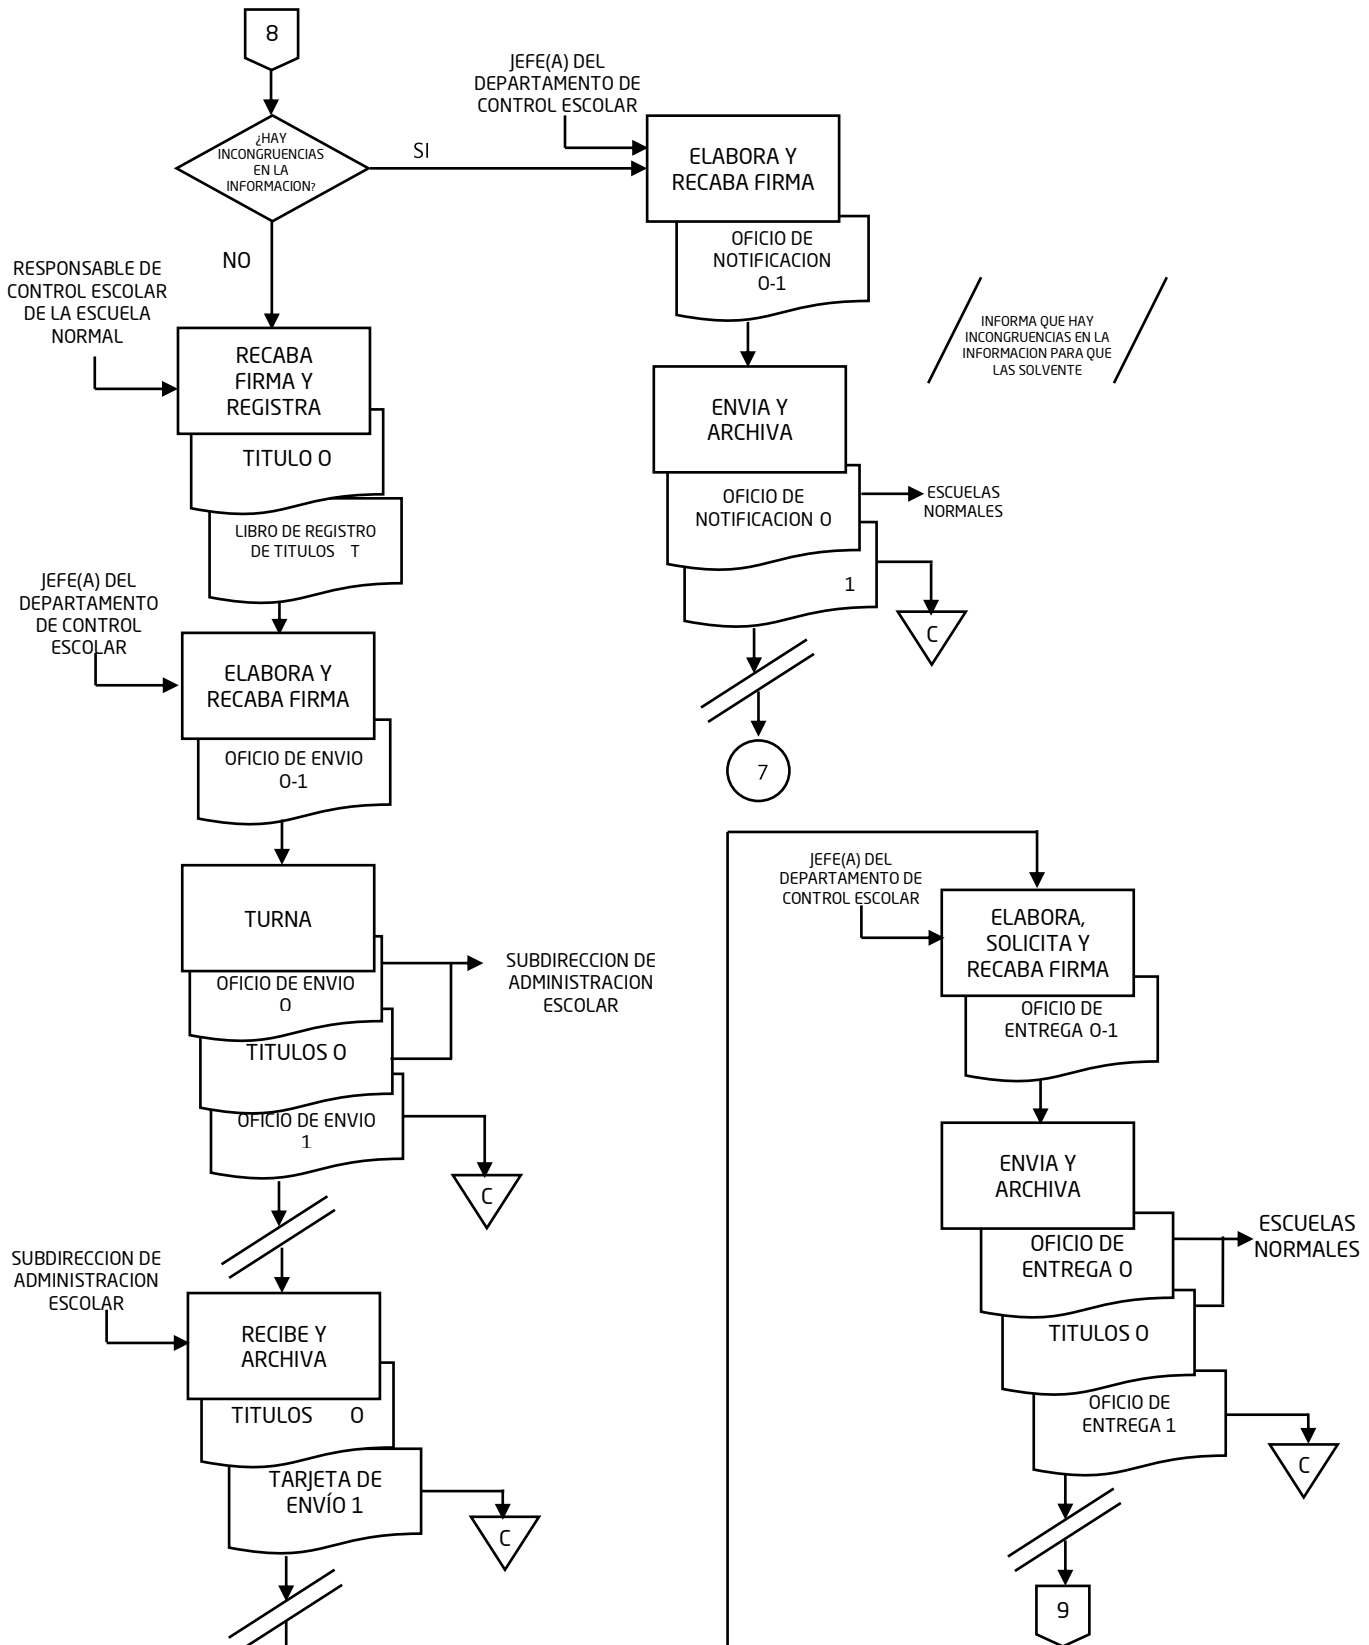 8
¿HAY
INCONGRUENCIAS
EN LA
INFORMACION?
SI
JEFE(A) DEL
DEPARTAMENTO DE
CONTROL ESCOLAR
ELABORA Y
RECABA FIRMA
OFICIO DE
NOTIFICACION
O-1
INFORMA QUE HAY
INCONGRUENCIAS EN LA
INFORMACION PARA QUE
LAS SOLVENTE
ENVIA Y
ARCHIVA
OFICIO DE
NOTIFICACION O
ESCUELAS
NORMALES
1
C
7
NO
RESPONSABLE DE
CONTROL ESCOLAR
DE LA ESCUELA
NORMAL
RECABA
FIRMA Y
REGISTRA
TITULO O
LIBRO DE REGISTRO
DE TITULOS T
JEFE(A) DEL
DEPARTAMENTO
DE CONTROL
ESCOLAR
ELABORA Y
RECABA FIRMA
OFICIO DE ENVIO
O-1
TURNA
OFICIO DE ENVIO
O
TITULOS O
OFICIO DE ENVIO
1
SUBDIRECCION DE
ADMINISTRACION
ESCOLAR
C
SUBDIRECCION DE
ADMINISTRACION
ESCOLAR
RECIBE Y
ARCHIVA
TITULOS O
TARJETA DE
ENVÍO 1
C
JEFE(A) DEL
DEPARTAMENTO DE
CONTROL ESCOLAR
ELABORA,
SOLICITA Y
RECABA FIRMA
OFICIO DE
ENTREGA O-1
ENVIA Y
ARCHIVA
OFICIO DE
ENTREGA O
ESCUELAS
NORMALES
TITULOS O
OFICIO DE
ENTREGA 1
C
9